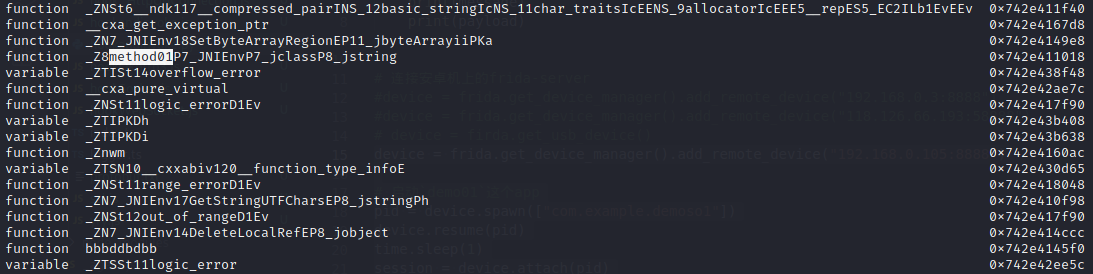 function _ZNSt6__ndk117__compressed_pairINS_12basic_stringIcNS_11char_traitsIcEENS_9allocatorIcEEE5__repES5_EC2ILb1EvEEv 0×742e411f40
function __cxa_get_exception_ptr 0×742e4167d8
function _ZN7_JNIEnv18SetByteArrayRegionEP11_jbyteArrayiiPKa 0×742e4149e8
function _Z8method01P7_JNIEnvP7_jclassP8_jstring 0×742e411018
variable _ZTISt14overflow_error 0×742e438f48
function __cxa_pure_virtual 0×742e42ae7c
function _ZNSt11logic_errorD1Ev 0×742e417f90
variable _ZTIPKDh 0×742e43b408
variable _ZTIPKDi 0×742e43b638
function _Znwm 0×742e4160ac
variable _ZTSN10__cxxabiv120__function_type_infoE 0×742e430d65
function _ZNSt11range_errorD1Ev 0×742e418048
function _ZN7_JNIEnv17GetStringUTFCharsEP8_jstringPh 0×742e410f98
function _ZNSt12out_of_rangeD1Ev 0×742e417f90
function _ZN7_JNIEnv14DeleteLocalRefEP8_jobject 0×742e414ccc
function bbbddbdbb 0×742e4145f0
variable _ZTSSt11logic_error 0×742e42ee5c